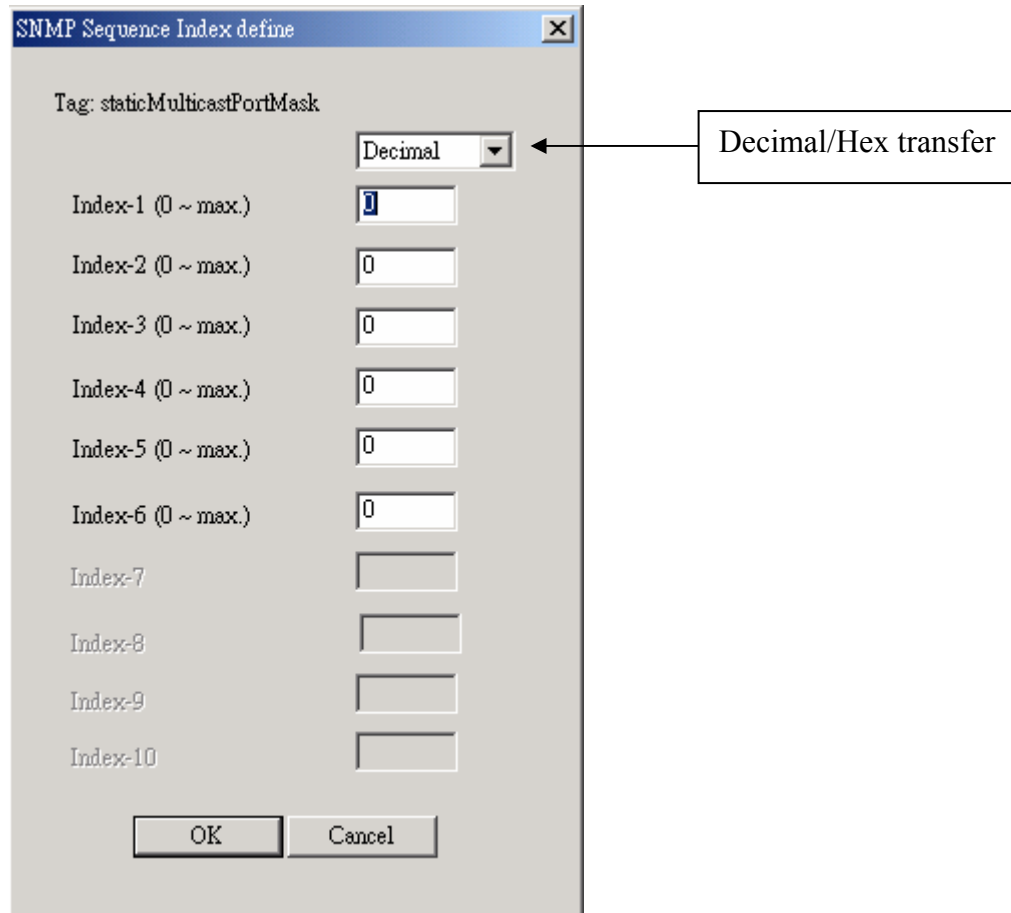 SNMP Sequence Index define
Tag: staticMulticastPortMask
Decimal
Decimal/Hex transfer
Index-1 (0 ~ max.) 0
Index-2 (0 ~ max.) 0
Index-3 (0 ~ max.) 0
Index-4 (0 ~ max.) 0
Index-5 (0 ~ max.) 0
Index-6 (0 ~ max.) 0
Index-7
Index-8
Index-9
Index-10
OK Cancel